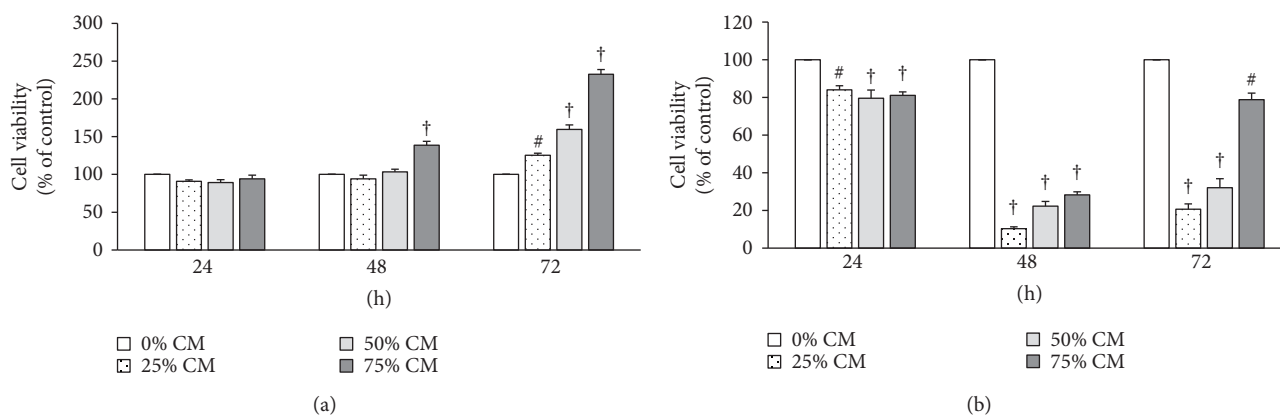 300
250
200
150
100
50
0
Cell viability
(% of control)
†
#
†
†
24
48
72
(h)
0% CM
50% CM
25% CM
75% CM
(a)
120
100
80
60
40
20
0
Cell viability
(% of control)
#
†
†
†
†
†
†
†
#
24
48
72
(h)
0% CM
50% CM
25% CM
75% CM
(b)